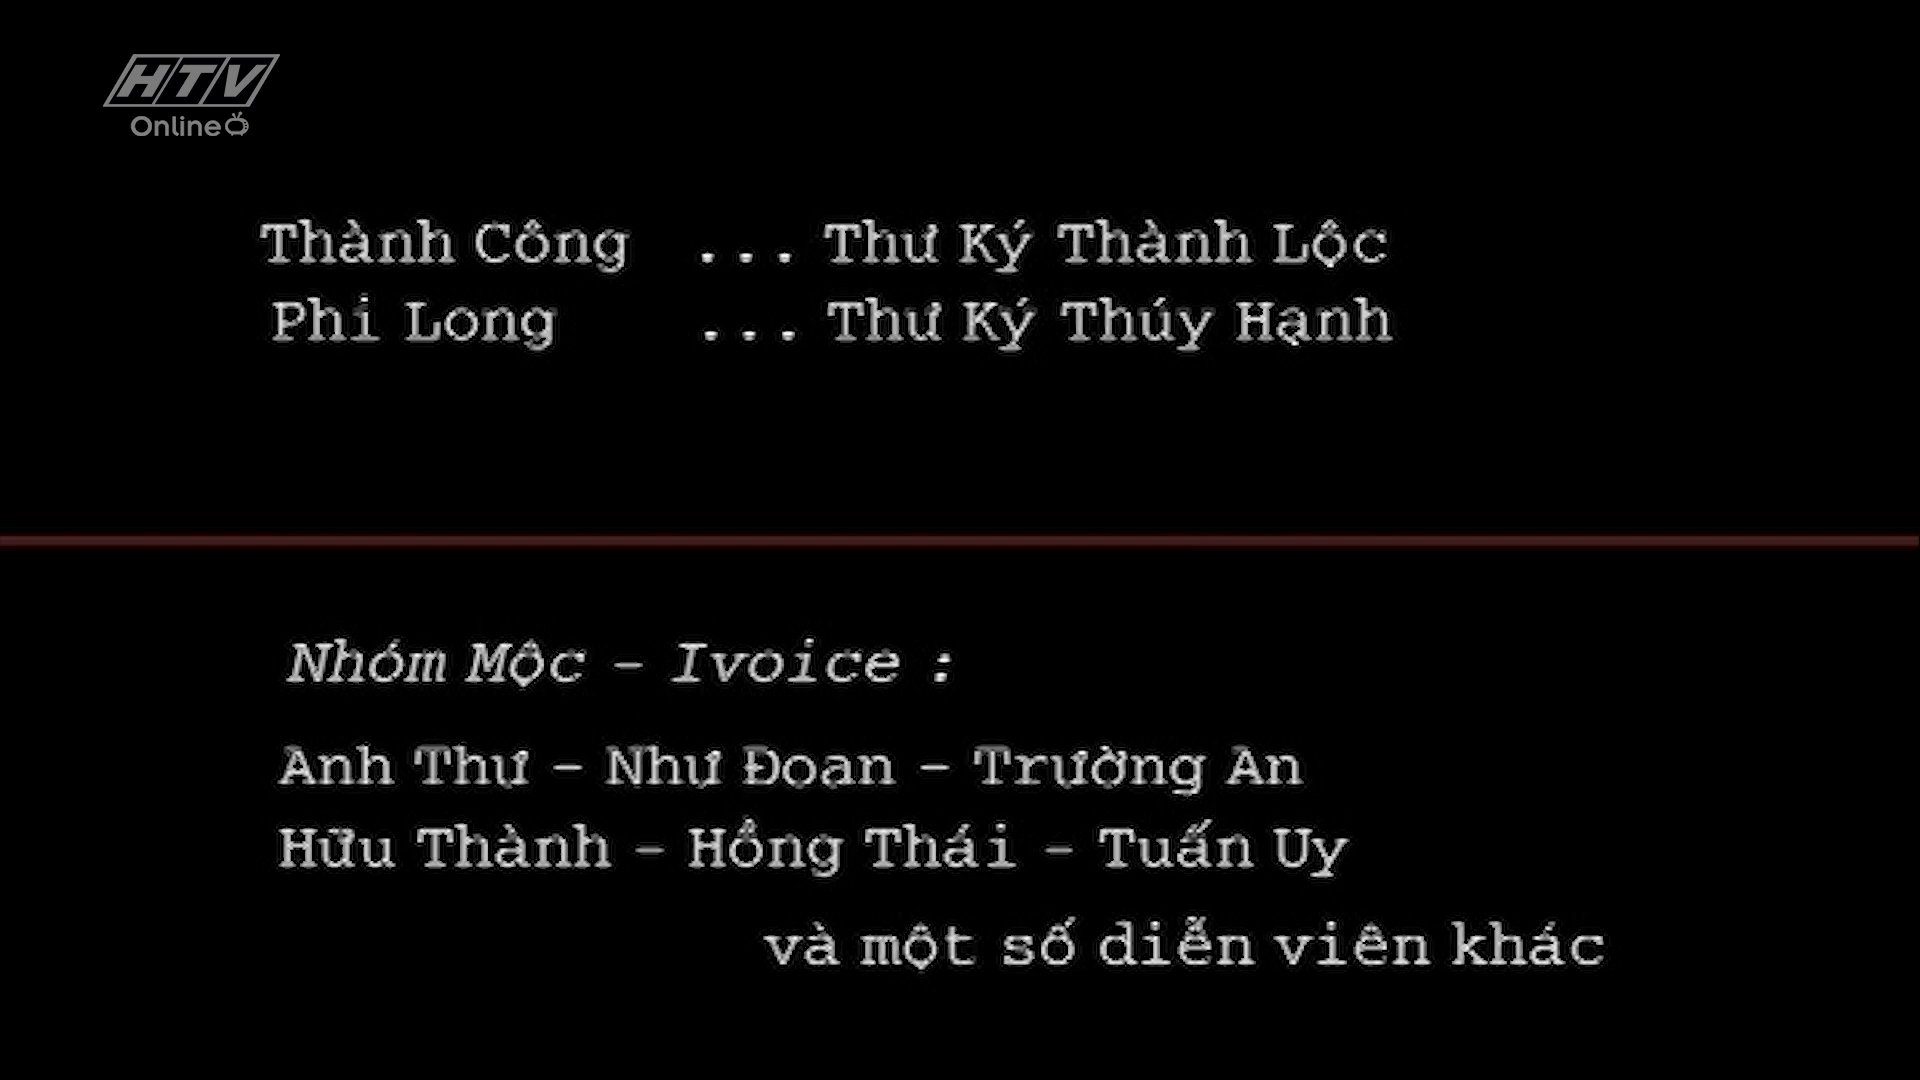 HTV
Online
Thành Công ... Thư Ký Thành Lộc
Phi Long ... Thư Ký Thúy Hạnh
Nhóm Mộc - Ivoice :
Anh Thư - Như Đoan - Trường An
Hữu Thành - Hồng Thái - Tuấn Uy
và một số diễn viên khác